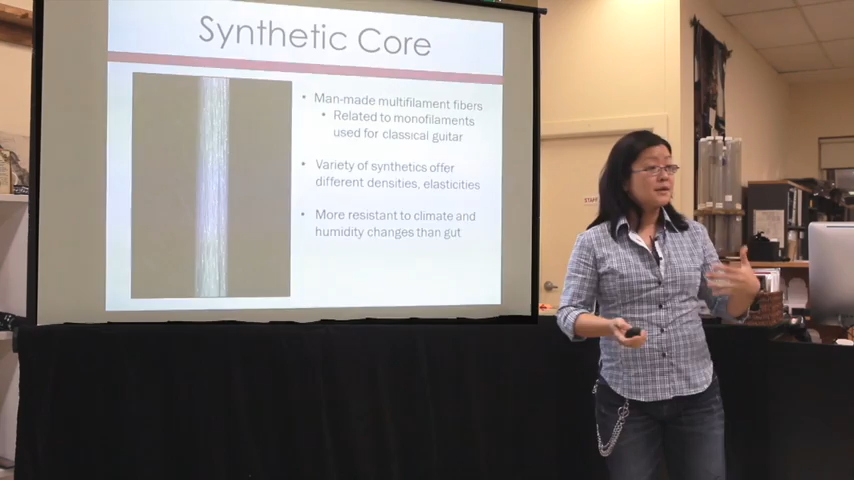 Synthetic Core
• Man-made multifilament fibers
• Related to monofilaments
used for classical guitar
• Variety of synthetics offer
different densities, elasticities
• More resistant to climate and
humidity changes than gut
STAFF